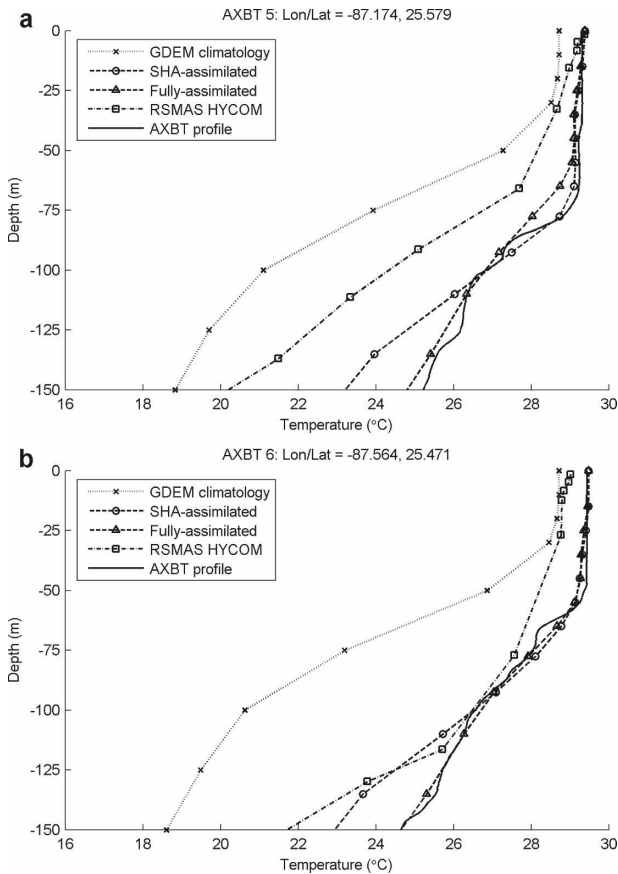 a
AXBT 5: Lon/Lat = -87.174, 25.579
0
-25
-50
-75
-100
-125
-150
Depth (m)
GDEM climatology
SHA-assimilated
Fully-assimilated
RSMAS HYCOM
AXBT profile
16 18 20 22 24 26 28 30
Temperature (°C)
b
AXBT 6: Lon/Lat = -87.564, 25.471
0
-25
-50
-75
-100
-125
-150
Depth (m)
GDEM climatology
SHA-assimilated
Fully-assimilated
RSMAS HYCOM
AXBT profile
16 18 20 22 24 26 28 30
Temperature (°C)